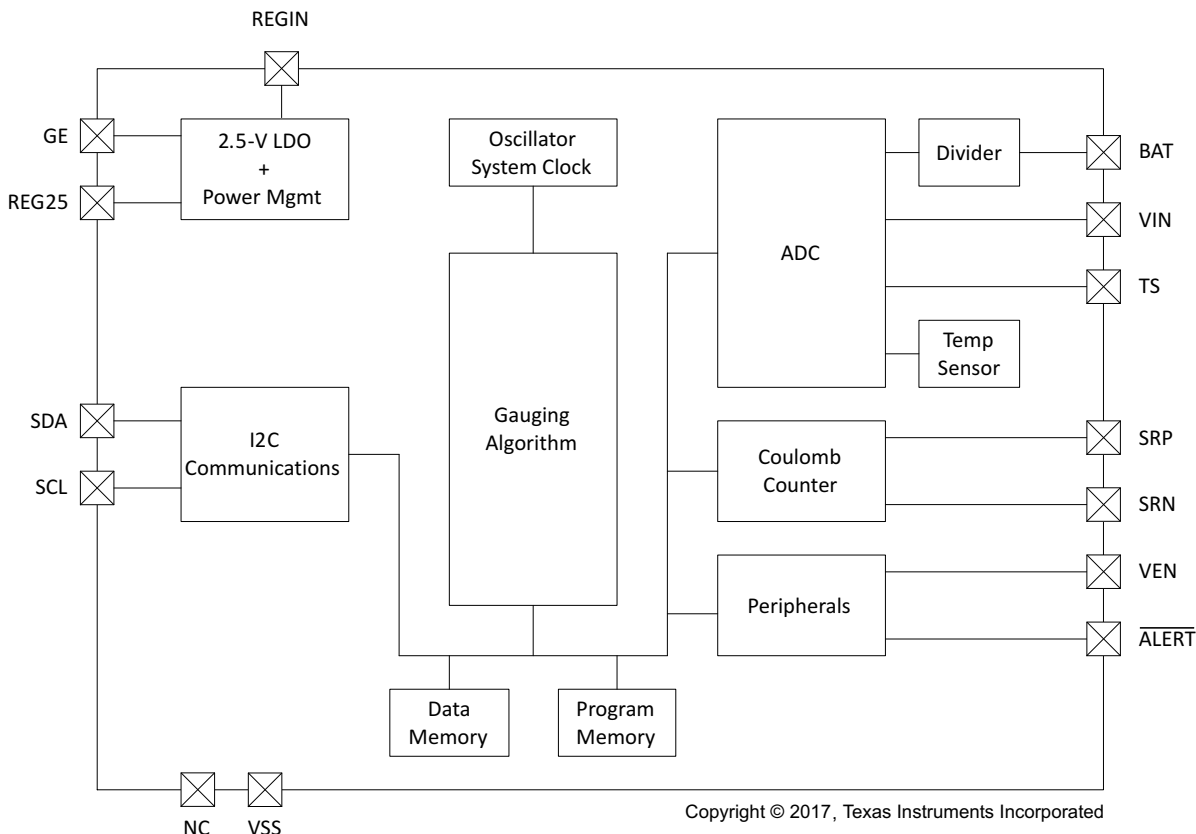 REGIN
GE
2.5-V LDO
+
Power Mgmt
REG25
Oscillator
System Clock
Divider
BAT
ADC
VIN
TS
Temp
Sensor
SDA
I2C
Communications
SCL
Gauging
Algorithm
Coulomb
Counter
SRP
SRN
Peripherals
VEN
ALERT
Data
Memory
Program
Memory
NC
VSS
Copyright © 2017, Texas Instruments Incorporated